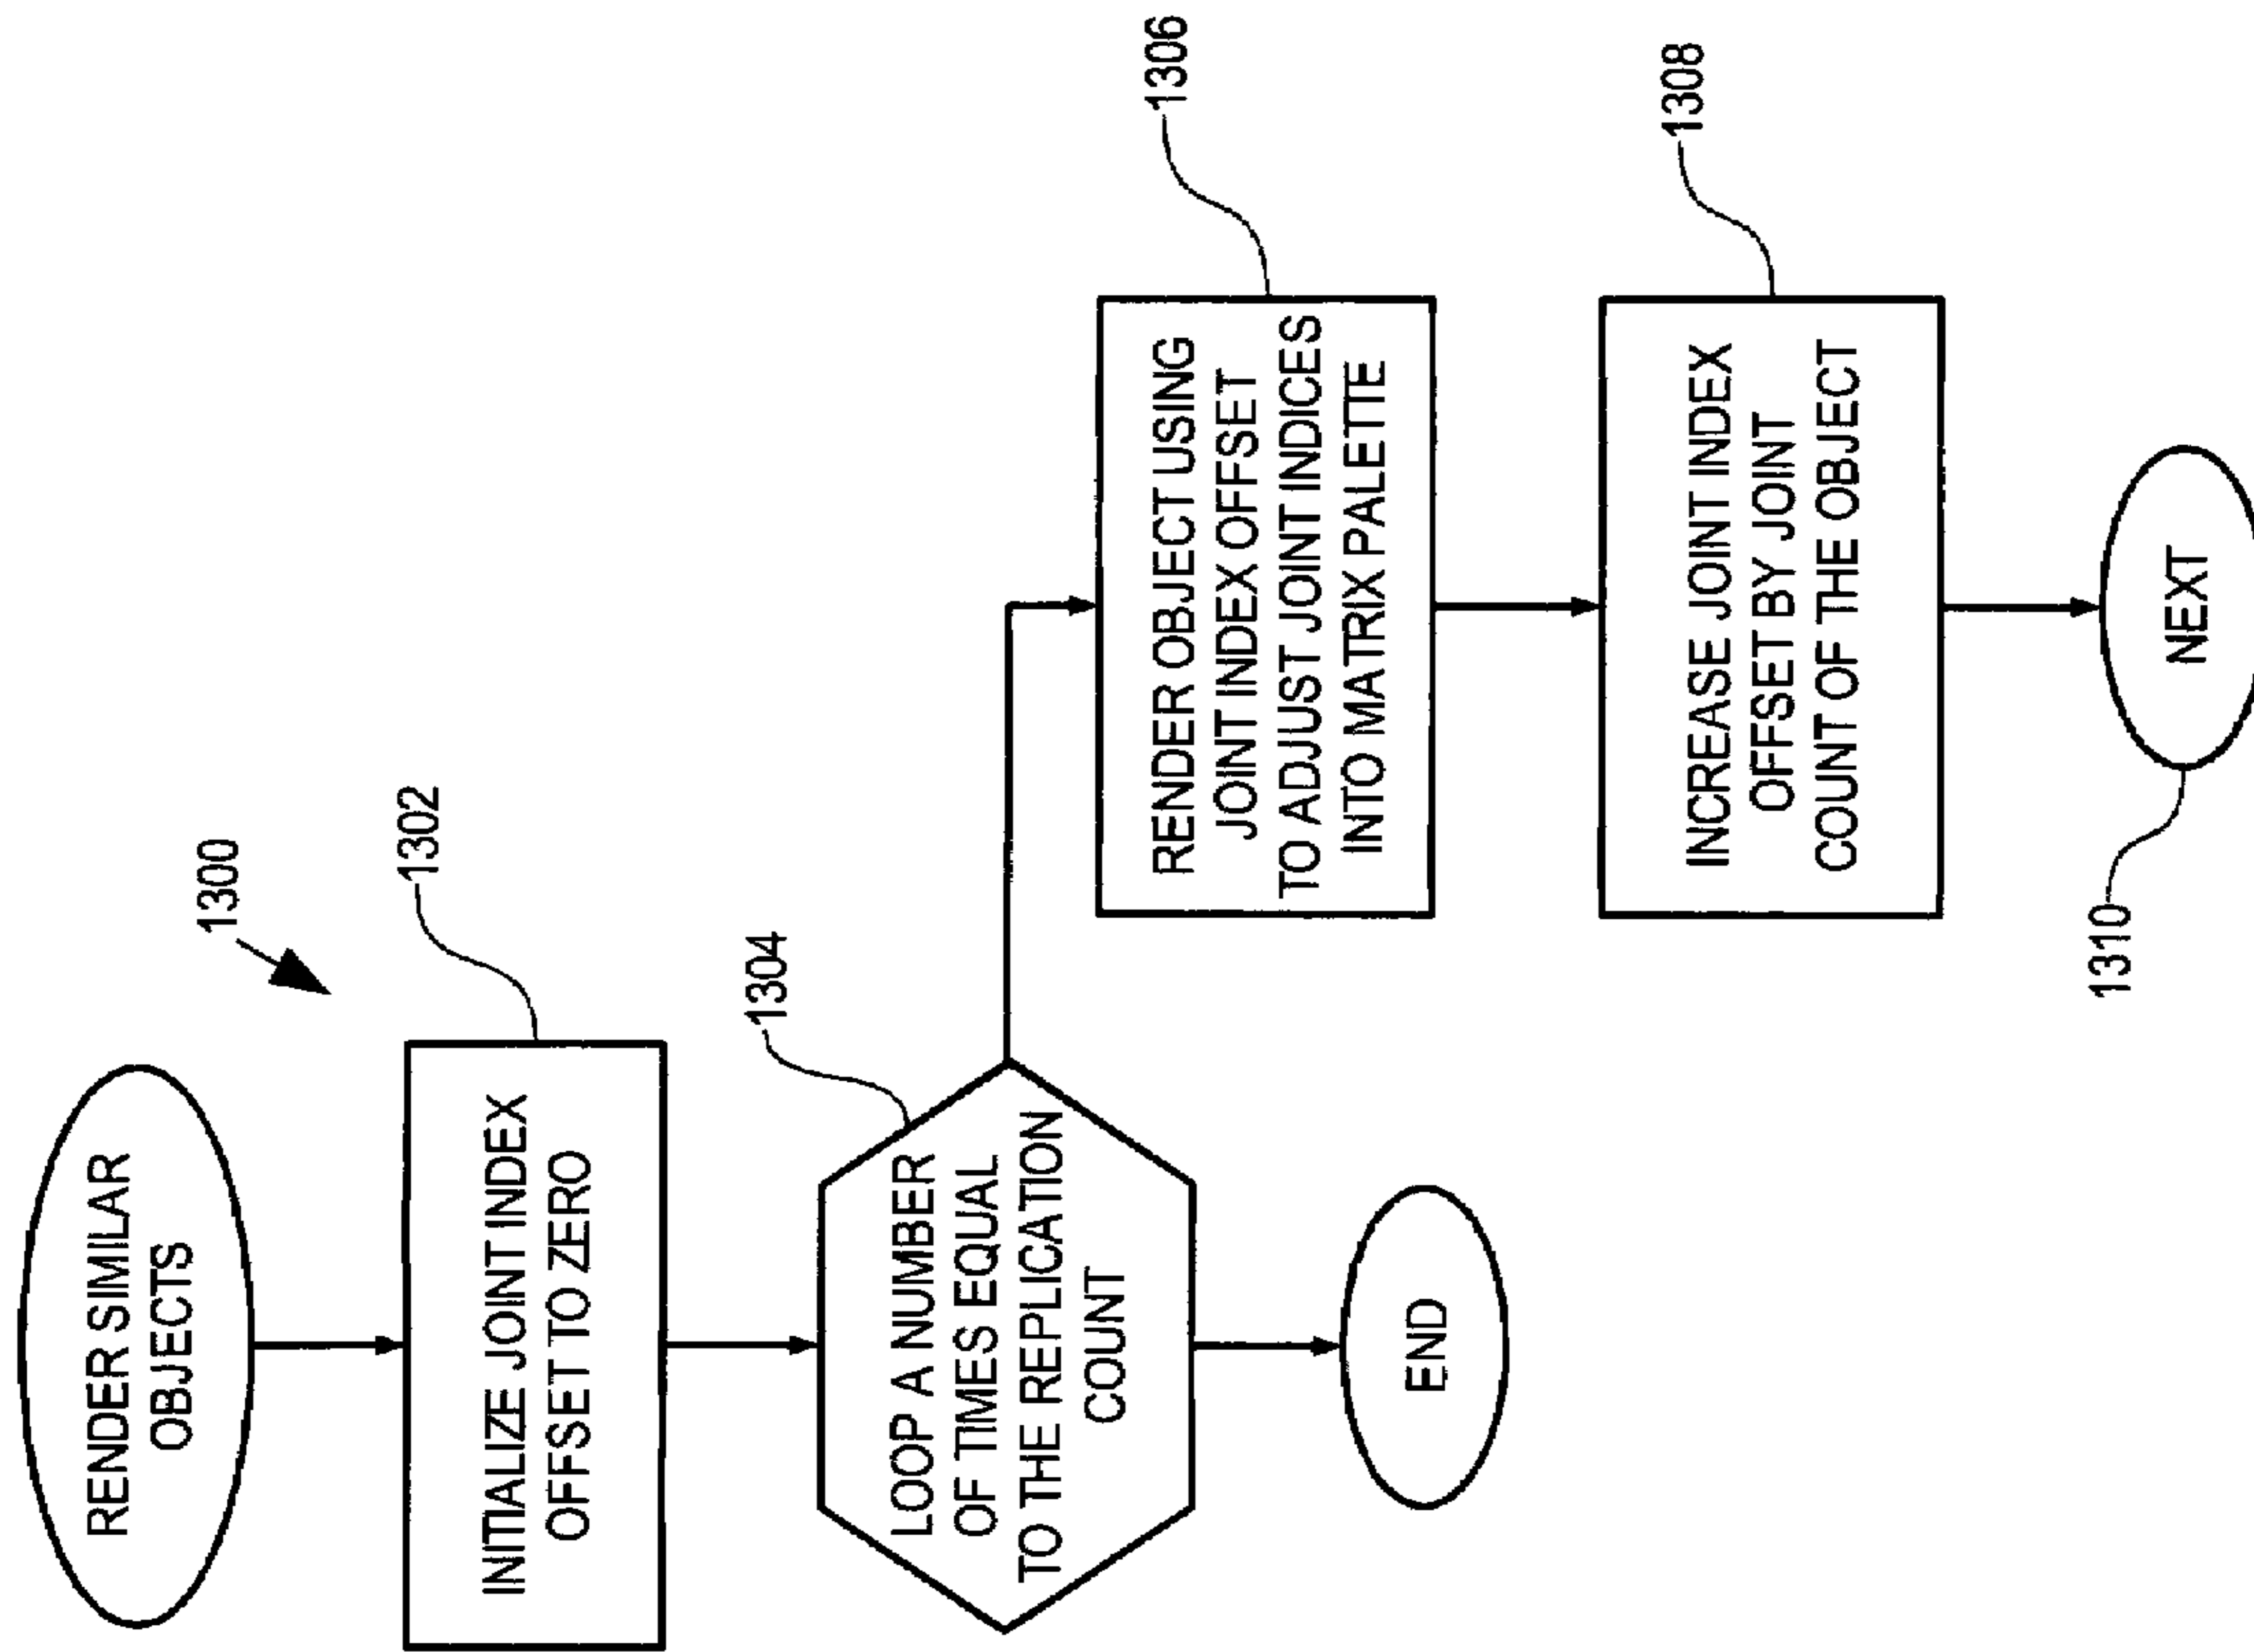 1300
RENDER SIMILAR
OBJECTS
1302
INITIALIZE JOINT INDEX
OFFSET TO ZERO
1304
LOOP A NUMBER
OF TIMES EQUAL
TO THE REPLICATION
COUNT
END
1306
RENDER OBJECT USING
JOINT INDEX OFFSET
TO ADJUST JOINT INDICES
INTO MATRIX PALETTE
1308
INCREASE JOINT INDEX
OFFSET BY JOINT
COUNT OF THE OBJECT
1310
NEXT